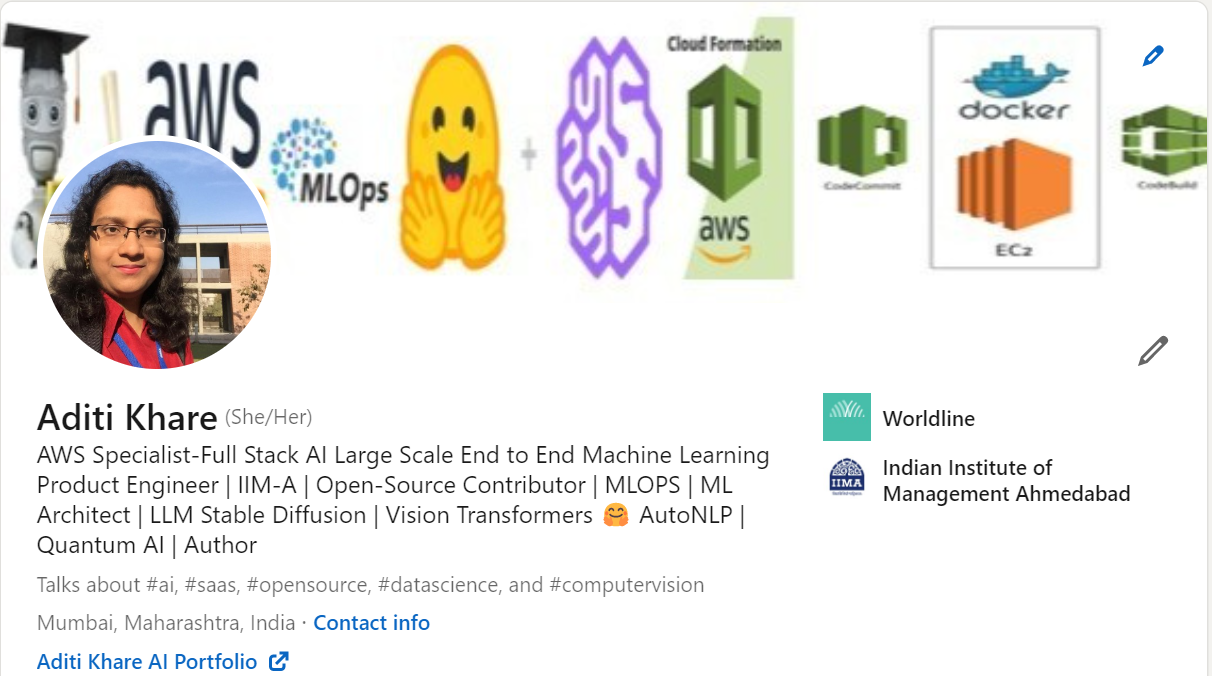 aws
MLOps
Cloud Formation
aws
CodeCommit
docker
EC2
CodeBuild
Aditi Khare (She/Her)
AWS Specialist-Full Stack AI Large Scale End to End Machine Learning
Product Engineer | IIM-A | Open-Source Contributor | MLOPS | ML
Architect | LLM Stable Diffusion | Vision Transformers 🤗 AutoNLP |
Quantum AI | Author
Talks about #ai, #saas, #opensource, #datascience, and #computervision
Mumbai, Maharashtra, India · Contact info
Aditi Khare AI Portfolio
Worldline
IIMA
Indian Institute of
Management Ahmedabad